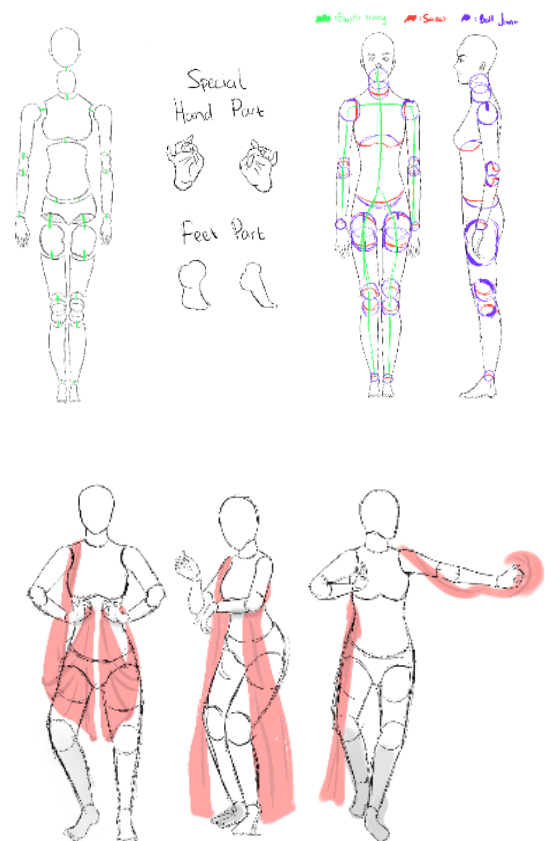 : Elastic string : Socket : Ball Joint
Special
Hand Part
Feet Part